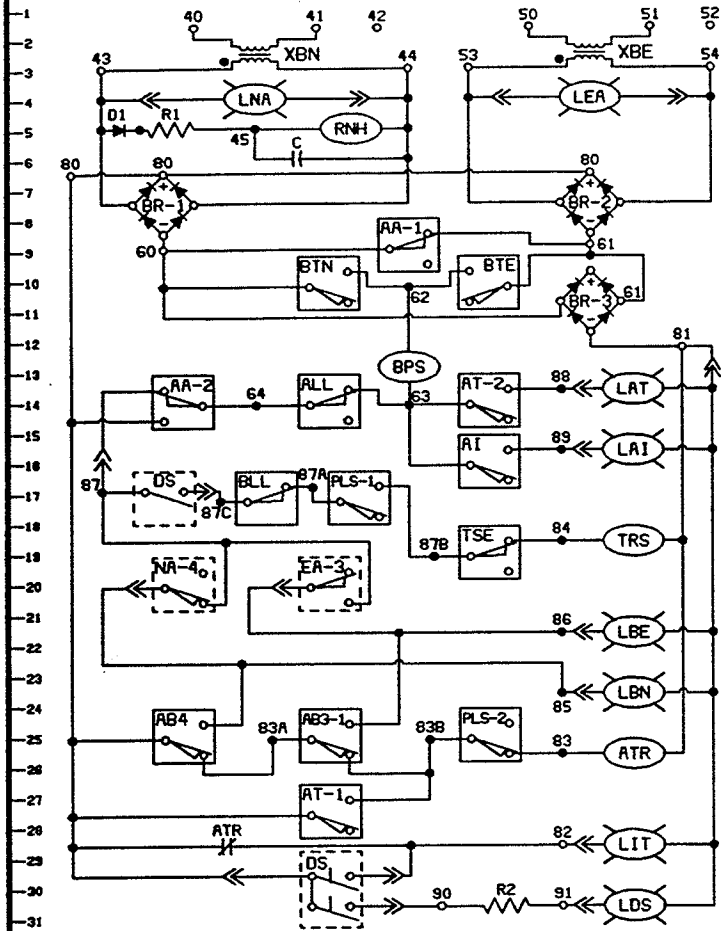 1 40 41 42 50 51 52
2 XBN XBE
43 44 53 54
3
4 LNA LEA
D1 R1
5 45 RNH
C
6 80 80 80
7 + BR-1 - + BR-2 -
8 AA-1
9 60 61
BTN BTE +
10 62 BR-3 61
11 -
12 81
BPS
13 AA-2 64 ALL AT-2 88 LAT
14 63
15 AI 89 LAI
16 DS BLL 87A PLS-1
17 87 87C
18 87B TSE 84 TRS
19 NA-4 EA-3
20
21 86 LBE
22
23 85 LBN
24 AB4 83A AB3-1 83B PLS-2
25 83 ATR
26
AT-1
27
28 ATR 82 LIT
29 DS
30 90 R2 91 LDS
31